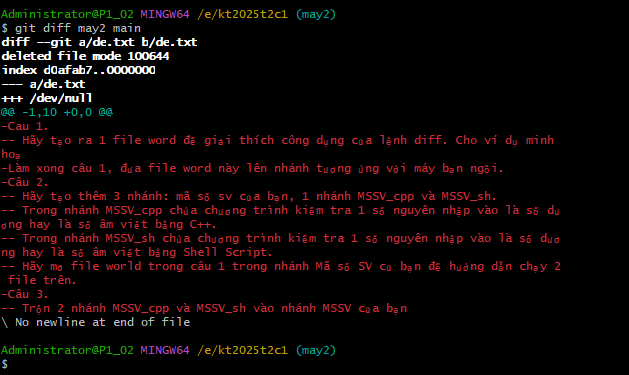 Administrator@P1_02 MINGW64 /e/kt2025t2c1 (may2)
$ git diff may2 main
diff --git a/de.txt b/de.txt
deleted file mode 100644
index d0afab7..0000000
--- a/de.txt
+++ /dev/null
@@ -1,10 +0,0 @@
-Cau 1.
-- Hãy tạo ra 1 file word để giải thích công dụng của lệnh diff. Cho ví dụ minh
hoạ
-Làm xong câu 1, đưa file word này lên nhánh tương ứng với máy bạn ngồi.
-Câu 2.
-- Hãy tạo thêm 3 nhánh: mã số sv của bạn, 1 nhánh MSSV_cpp và MSSV_sh.
-- Trong nhánh MSSV_cpp chứa chương trình kiểm tra 1 số nguyên nhập vào là số dư
ơng hay là số âm viết bằng C++.
-- Trong nhánh MSSV_sh chứa chương trình kiểm tra 1 số nguyên nhập vào là số dươ
ng hay là số âm viết bằng Shell Script.
-- Hãy mở file world trong câu 1 trong nhánh Mã số SV củ bạn để hướng dẫn chạy 2
 file trên.
-Câu 3.
-- Trộn 2 nhánh MSSV_cpp và MSSV_sh vào nhánh MSSV của bạn
\ No newline at end of file
Administrator@P1_02 MINGW64 /e/kt2025t2c1 (may2)
$